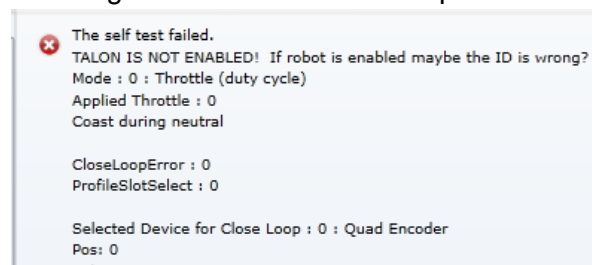 The self test failed.
TALON IS NOT ENABLED!  If robot is enabled maybe the ID is wrong?
Mode : 0 : Throttle (duty cycle)
Applied Throttle : 0
Coast during neutral
CloseLoopError : 0
ProfileSlotSelect : 0
Selected Device for Close Loop : 0 : Quad Encoder
Pos: 0